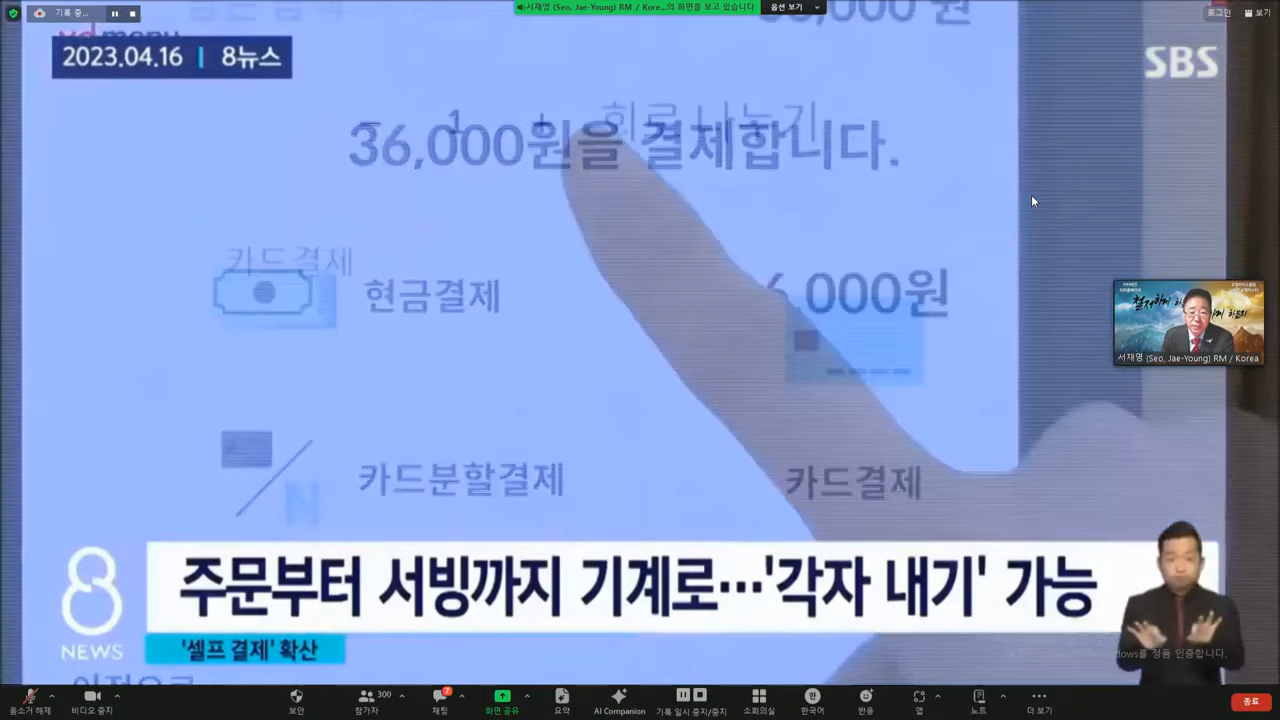 기록 중...
서재영 (Seo, Jae-Young) RM / Kore...의 화면을 보고 있습니다
옵션 보기
로그인
보기
2023.04.16 | 8뉴스
SBS
회로 나누기
- 1 +
36,000원을 결제합니다.
카드결제
현금결제
6,000원
카드분할결제
카드결제
N
서재영 (Seo, Jae-Young) RM / Korea
8
NEWS
주문부터 서빙까지 기계로…'각자 내기' 가능
'셀프 결제' 확산
음소거 해제
비디오 중지
보안
300
참가자
7
채팅
화면 공유
요약
AI Companion
기록 일시 중지/중지
소회의실
한
한국어
반응
앱
노트
더 보기
종료